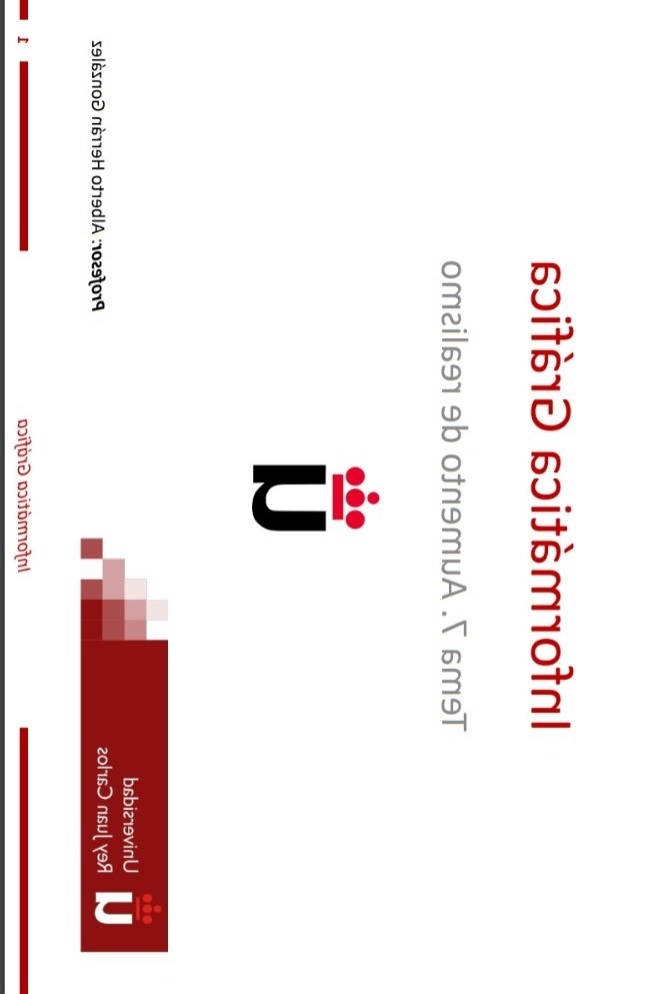 Informática Gráfica
Tema 7. Aumento de realismo
Profesor: Alberto Herrán González
Universidad
Rey Juan Carlos
Informática Gráfica
1